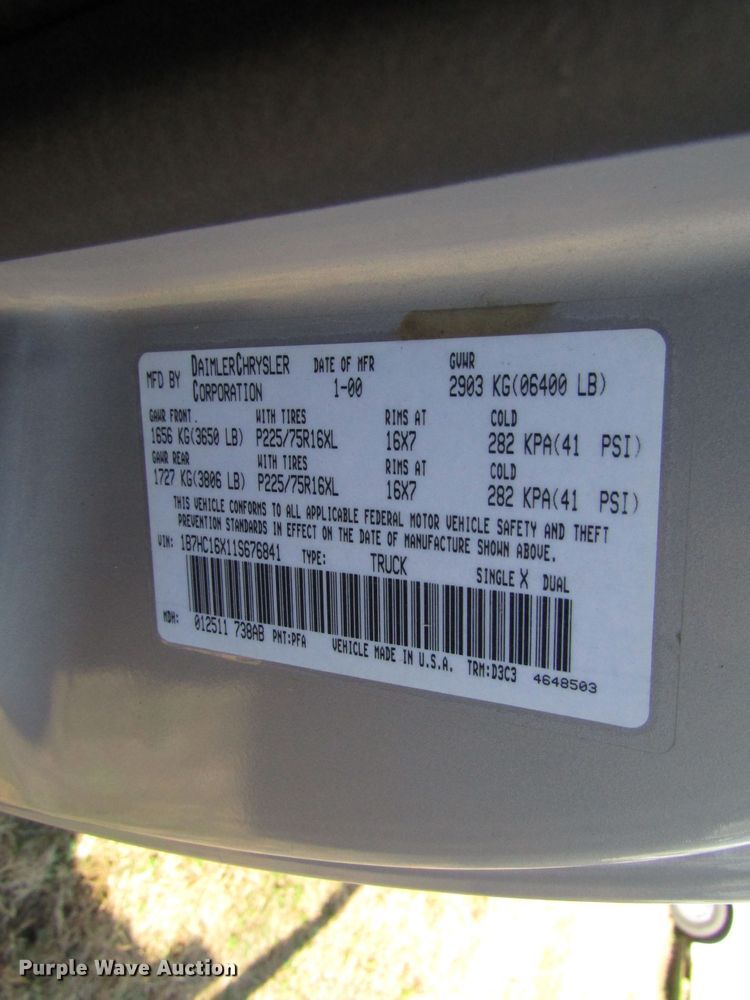 MFD BY DAIMLERCHRYSLER CORPORATION DATE OF MFR 1-00 GVWR 2903 KG(06400 LB)
GAWR FRONT WITH TIRES RIMS AT COLD
1656 KG(3650 LB) P225/75R16XL 16X7 282 KPA(41 PSI)
GAWR REAR WITH TIRES RIMS AT COLD
1727 KG(3806 LB) P225/75R16XL 16X7 282 KPA(41 PSI)
THIS VEHICLE CONFORMS TO ALL APPLICABLE FEDERAL MOTOR VEHICLE SAFETY AND THEFT
PREVENTION STANDARDS IN EFFECT ON THE DATE OF MANUFACTURE SHOWN ABOVE.
VIN: 1B7HC16X11S676841 TYPE: TRUCK SINGLE X DUAL
MDH: 012511 738AB PNT:PFA VEHICLE MADE IN U.S.A. TRM:D3C3 4648503
Purple Wave Auction